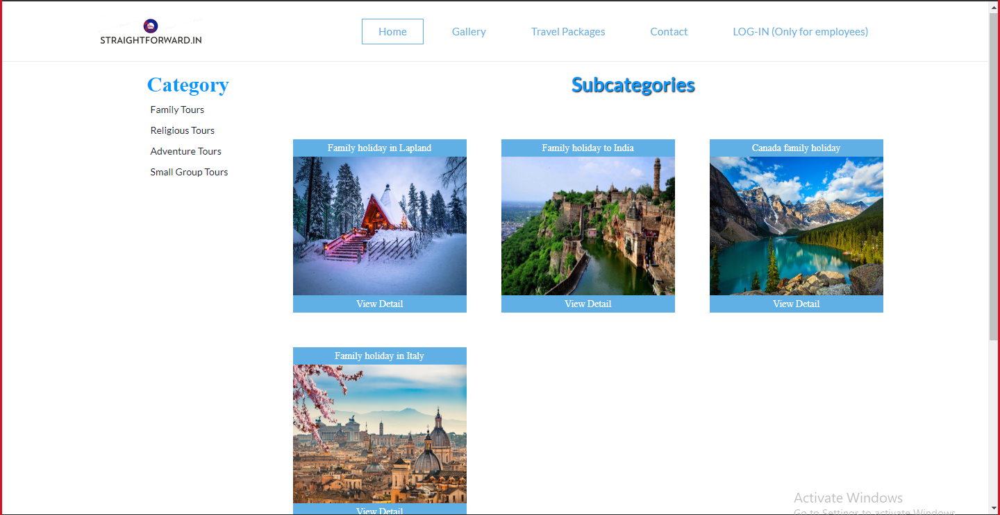 STRAIGHTFORWARD.IN
Home
Gallery
Travel Packages
Contact
LOG-IN (Only for employees)
Category
Family Tours
Religious Tours
Adventure Tours
Small Group Tours
Subcategories
Family holiday in Lapland
View Detail
Family holiday to India
View Detail
Canada family holiday
View Detail
Family holiday in Italy
View Detail
Activate Windows
Go to Settings to activate Windows.